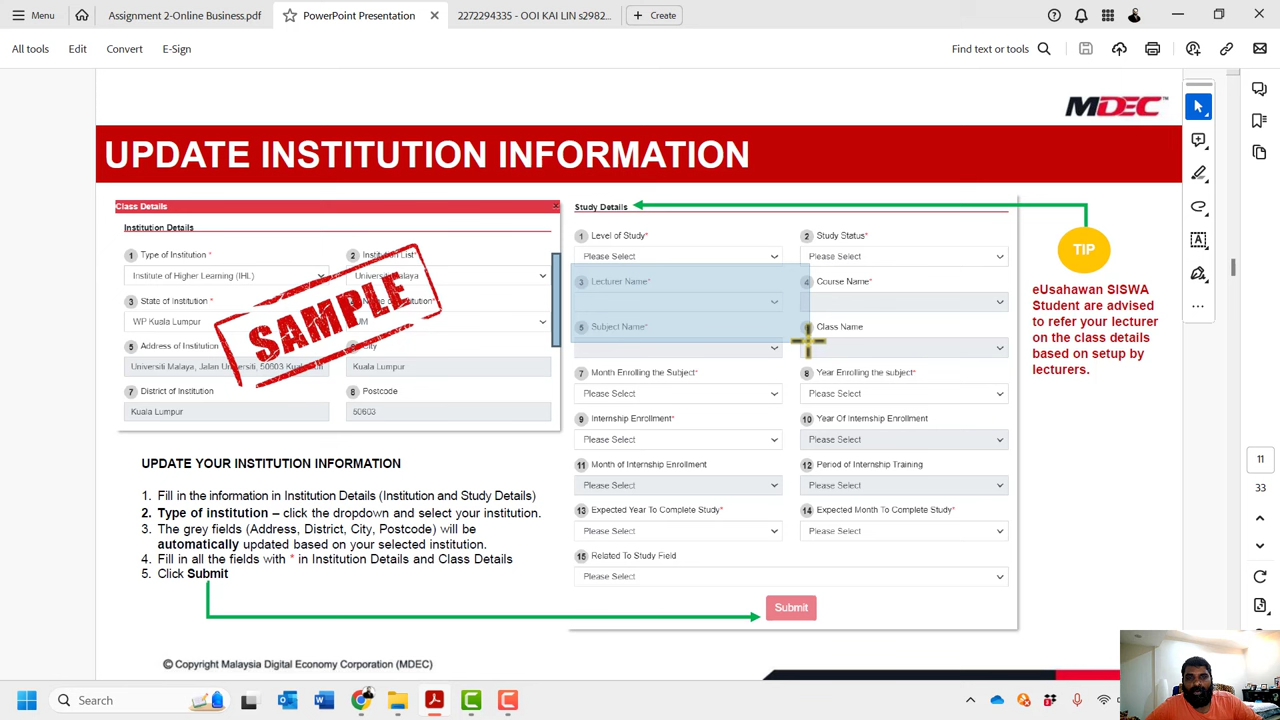 Menu
Assignment 2-Online Business.pdf
PowerPoint Presentation
2272294335 - OOI KAI LIN s2982...
Create
All tools
Edit
Convert
E-Sign
Find text or tools
MDEC™
UPDATE INSTITUTION INFORMATION
Class Details
Institution Details
1 Type of Institution *
2 Institution List*
Institute of Higher Learning (IHL)
Universiti Malaya
3 State of Institution *
WP Kuala Lumpur
UM
5 Address of Institution
City
Universiti Malaya, Jalan Universiti, 50603 Kuala Lumpur
Kuala Lumpur
7 District of Institution
8 Postcode
Kuala Lumpur
50603
SAMPLE
UPDATE YOUR INSTITUTION INFORMATION
1. Fill in the information in Institution Details (Institution and Study Details)
2. Type of institution – click the dropdown and select your institution.
3. The grey fields (Address, District, City, Postcode) will be
automatically updated based on your selected institution.
4. Fill in all the fields with * in Institution Details and Class Details
5. Click Submit
Study Details
1 Level of Study*
2 Study Status*
Please Select
Please Select
3 Lecturer Name*
4 Course Name*
5 Subject Name*
Class Name
7 Month Enrolling the Subject*
8 Year Enrolling the subject*
Please Select
Please Select
9 Internship Enrollment*
10 Year Of Internship Enrollment
Please Select
Please Select
11 Month of Internship Enrollment
12 Period of Internship Training
Please Select
Please Select
13 Expected Year To Complete Study*
14 Expected Month To Complete Study*
Please Select
Please Select
15 Related To Study Field
Please Select
Submit
TIP
eUsahawan SISWA
Student are advised
to refer your lecturer
on the class details
based on setup by
lecturers.
11
33
© Copyright Malaysia Digital Economy Corporation (MDEC)
Search